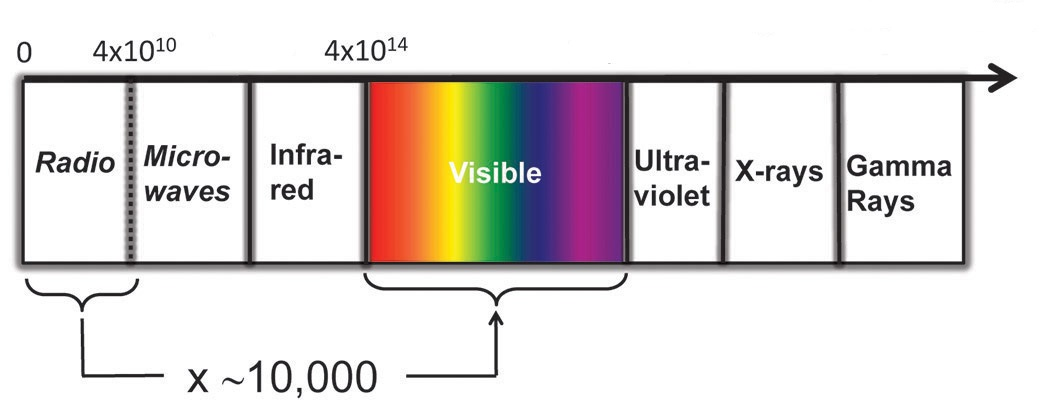 0 4x10¹⁰ 4x10¹⁴
Radio
Micro-
waves
Infra-
red
Visible
Ultra-
violet
X-rays
Gamma
Rays
x ~10,000